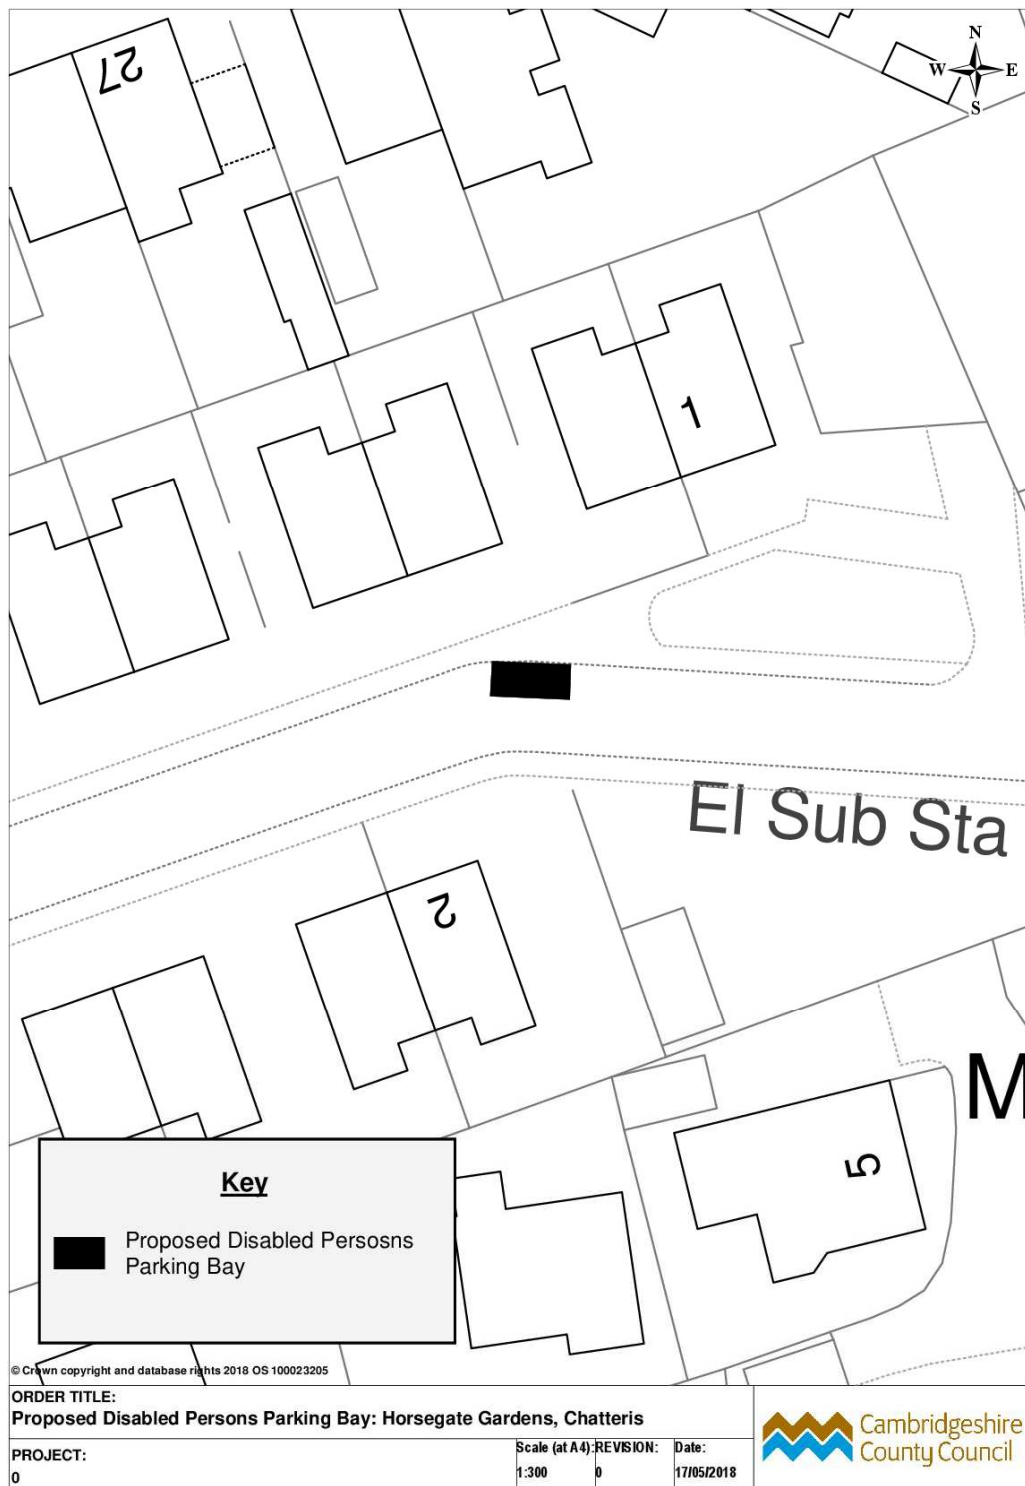 27
N
W E
S
1
El Sub Sta
2
M
5
Key
Proposed Disabled Persosns
Parking Bay
© Crown copyright and database rights 2018 OS 100023205
ORDER TITLE:
Proposed Disabled Persons Parking Bay: Horsegate Gardens, Chatteris
PROJECT:
0
Scale (at A4):
1:300
REVISION:
0
Date:
17/05/2018
Cambridgeshire
County Council